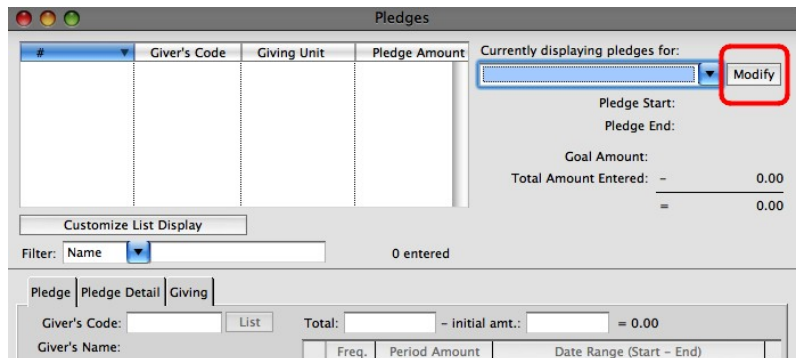 Pledges
# Giver's Code Giving Unit Pledge Amount
Currently displaying pledges for:
Modify
Pledge Start:
Pledge End:
Goal Amount:
Total Amount Entered: – 0.00
= 0.00
Customize List Display
Filter: Name 0 entered
Pledge Pledge Detail Giving
Giver's Code: List Total: – initial amt.: = 0.00
Giver's Name:
Freq. Period Amount Date Range (Start – End)